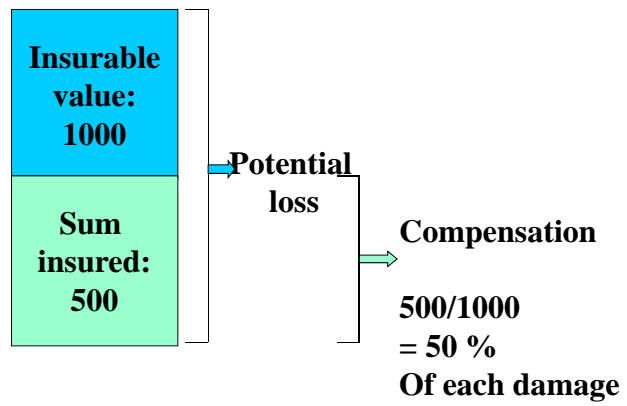 Insurable
value:
1000
Sum
insured:
500
Potential
loss
Compensation
500/1000
= 50 %
Of each damage